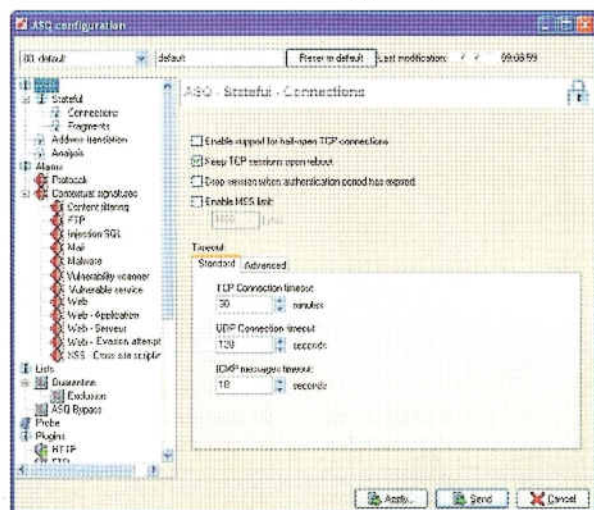 ASQ configuration
00 default default Reset to default Last modification: / / 09:06:59
Stateful
Connections
Fragments
Address translation
Analysis
Alarms
Protocols
Contextual signatures
Content filtering
FTP
Injection SQL
Mail
Malware
Vulnerability scanner
Vulnerable service
Web
Web - Application
Web - Serveur
Web - Evasion attempt
XSS - Cross site scriptin
Lists
Quarantine
Exclusion
ASQ Bypass
Probe
Plugins
HTTP
ASQ - Stateful - Connections
Enable support for half-open TCP connections
Keep TCP sessions upon reboot
Drop session when authentication period has expired
Enable MSS limit:
bytes
Timeout:
Standard Advanced
TCP Connection timeout:
minutes
UDP Connection timeout:
120 seconds
ICMP messages timeout:
10 seconds
Apply... Send Cancel